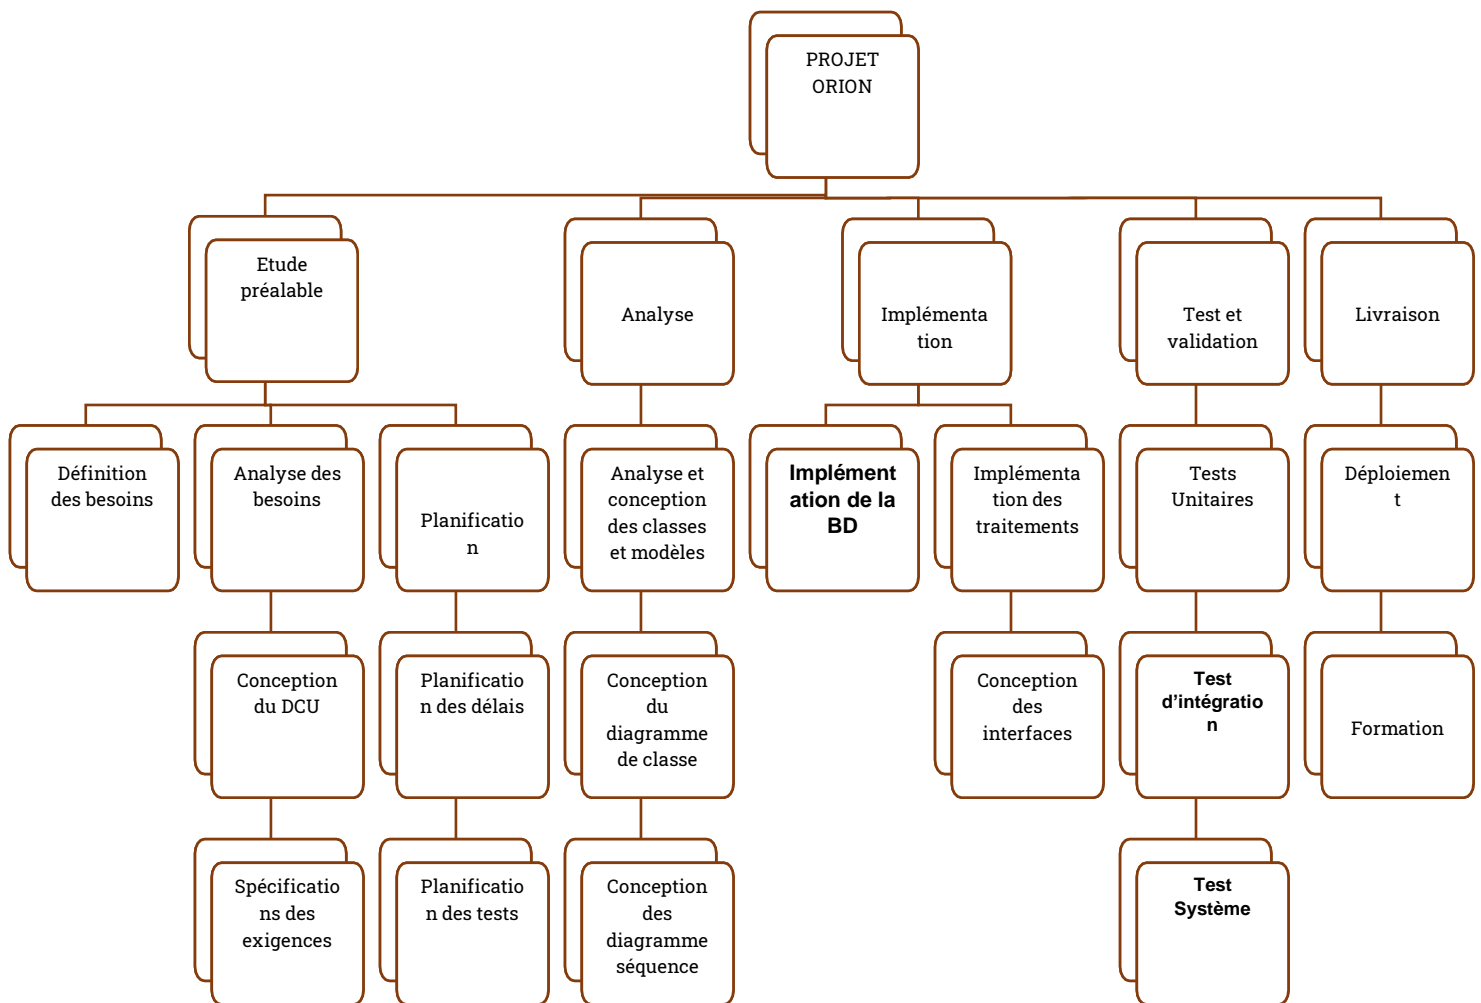 PROJET
ORION
Etude
préalable
Analyse
Implémenta
tion
Test et
validation
Livraison
Définition
des besoins
Analyse des
besoins
Planificatio
n
Analyse et
conception
des classes
et modèles
Implément
ation de la
BD
Implémenta
tion des
traitements
Tests
Unitaires
Déploiemen
t
Conception
du DCU
Planificatio
n des délais
Conception
du
diagramme
de classe
Conception
des
interfaces
Test
d’intégratio
n
Formation
Spécificatio
ns des
exigences
Planificatio
n des tests
Conception
des
diagramme
séquence
Test
Système